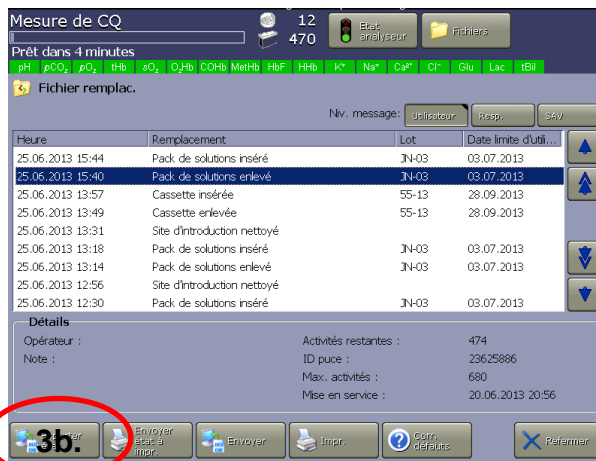 Mesure de CQ
12
470
Etat analyseur
Fichiers
Prêt dans 4 minutes
pH pCO₂ pO₂ tHb sO₂ O₂Hb COHb MetHb HbF HHb K⁺ Na⁺ Ca²⁺ Cl⁻ Glu Lac tBil
Fichier remplac.
Niv. message: Utilisateur Resp. SAV
Heure Remplacement Lot Date limite d'utili...
25.06.2013 15:44 Pack de solutions inséré JN-03 03.07.2013
25.06.2013 15:40 Pack de solutions enlevé JN-03 03.07.2013
25.06.2013 13:57 Cassette insérée 55-13 28.09.2013
25.06.2013 13:49 Cassette enlevée 55-13 28.09.2013
25.06.2013 13:31 Site d'introduction nettoyé
25.06.2013 13:18 Pack de solutions inséré JN-03 03.07.2013
25.06.2013 13:14 Pack de solutions enlevé JN-03 03.07.2013
25.06.2013 12:56 Site d'introduction nettoyé
25.06.2013 12:30 Pack de solutions inséré JN-03 03.07.2013
Détails
Opérateur : Activités restantes : 474
Note : ID puce : 23625886
Max. activités : 680
Mise en service : 20.06.2013 20:56
3b.
Envoyer état à impr.
Envoyer
Impr.
Corr. défauts
Refermer